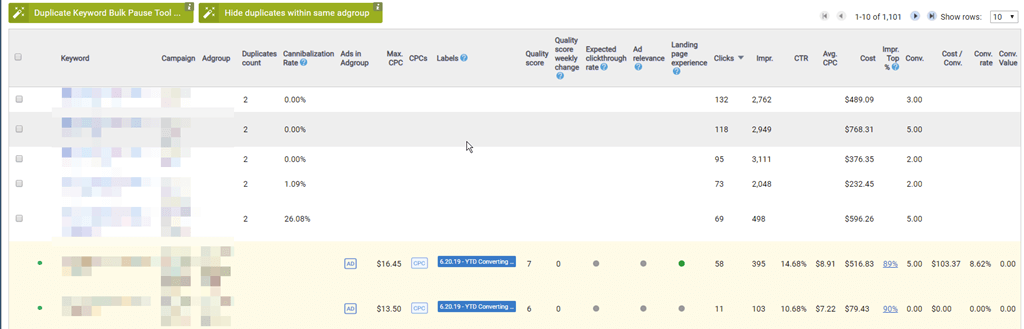 Duplicate Keyword Bulk Pause Tool ... i Hide duplicates within same adgroup i
1-10 of 1,101 Show rows: 10
Keyword Campaign Adgroup Duplicates count Cannibalization Rate ? Ads in Adgroup Max. CPC CPCs Labels ? Quality score Quality score weekly change ? Expected clickthrough rate ? Ad relevance ? Landing page experience ? Clicks Impr. CTR Avg. CPC Cost Impr. Top % ? Conv. Cost / Conv. Conv. rate Conv. Value
2 0.00% 132 2,762 $489.09 3.00
2 0.00% 118 2,949 $768.31 5.00
2 0.00% 95 3,111 $376.35 2.00
2 1.09% 73 2,048 $232.45 2.00
2 26.08% 69 498 $596.26 5.00
AD $16.45 CPC 6.20.19 - YTD Converting ... 7 0 58 395 14.68% $8.91 $516.83 89% 5.00 $103.37 8.62% 0.00
AD $13.50 CPC 6.20.19 - YTD Converting ... 6 0 11 103 10.68% $7.22 $79.43 90% 0.00 $0.00 0.00% 0.00